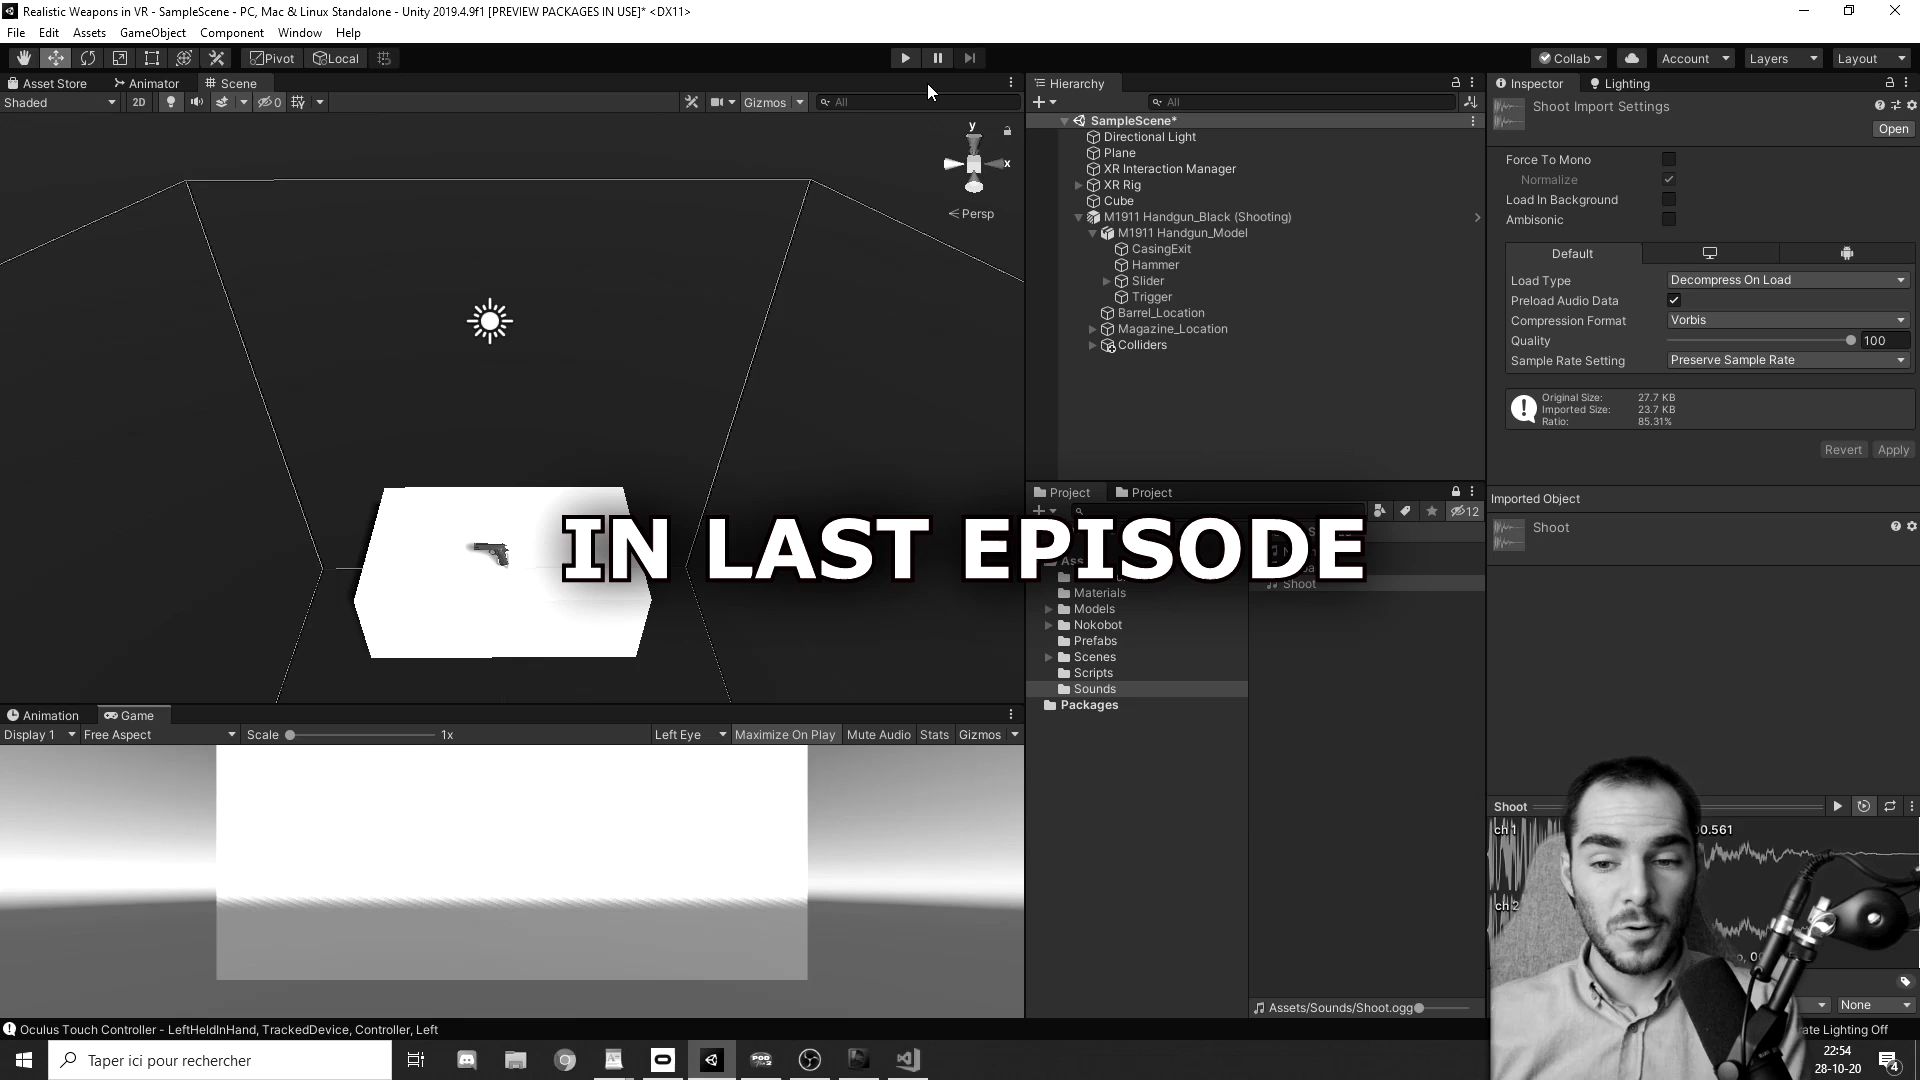 Realistic Weapons in VR - SampleScene - PC, Mac & Linux Standalone - Unity 2019.4.9f1 [PREVIEW PACKAGES IN USE]* <DX11>
File Edit Assets GameObject Component Window Help
Pivot Local Collab Account Layers Layout
Asset Store Animator Scene
Shaded 2D 0 Gizmos All
y
x
Persp
Hierarchy
All
SampleScene*
Directional Light
Plane
XR Interaction Manager
XR Rig
Cube
M1911 Handgun_Black (Shooting)
M1911 Handgun_Model
CasingExit
Hammer
Slider
Trigger
Barrel_Location
Magazine_Location
Colliders
Inspector Lighting
Shoot Import Settings
Open
Force To Mono
Normalize
Load In Background
Ambisonic
Default
Load Type Decompress On Load
Preload Audio Data
Compression Format Vorbis
Quality 100
Sample Rate Setting Preserve Sample Rate
Original Size: 27.7 KB
Imported Size: 23.7 KB
Ratio: 85.31%
Revert Apply
Imported Object
Shoot
Project Project
12
IN LAST EPISODE
Shoot
Materials
Models
Nokobot
Prefabs
Scenes
Scripts
Sounds
Packages
Assets/Sounds/Shoot.ogg
Animation Game
Display 1 Free Aspect Scale 1x Left Eye Maximize On Play Mute Audio Stats Gizmos
Shoot
ch 1
00.561
ch 2
None
Oculus Touch Controller - LeftHeldInHand, TrackedDevice, Controller, Left
Lighting Off
Taper ici pour rechercher
22:54
28-10-20
4